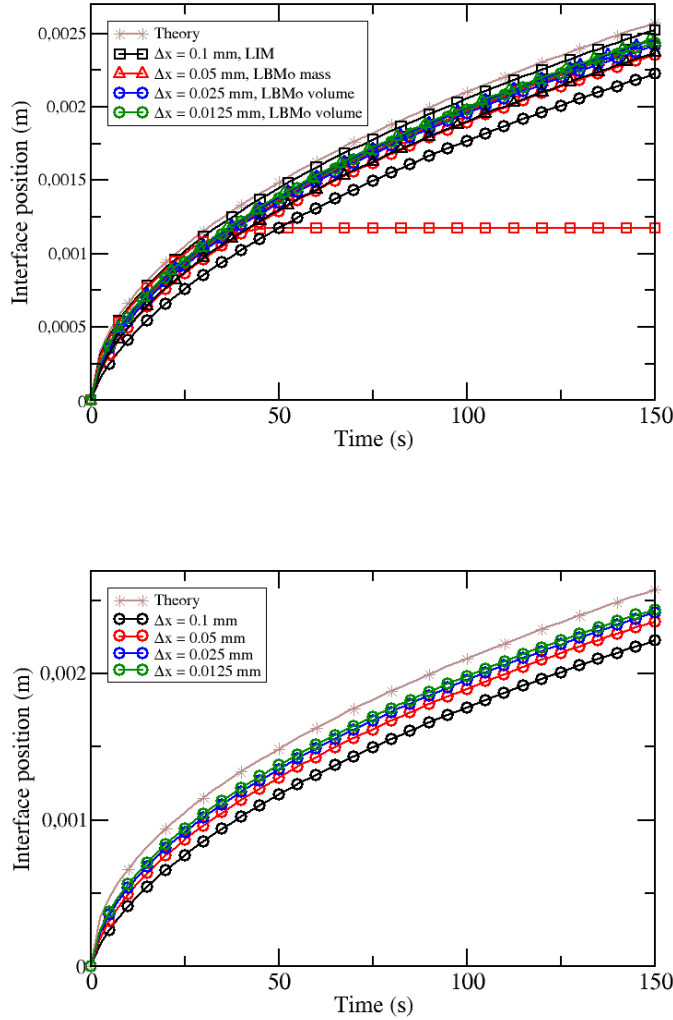 0,0025
0,002
0,0015
0,001
0,0005
0
Interface position (m)
Theory
Δx = 0.1 mm, LIM
Δx = 0.05 mm, LBMo mass
Δx = 0.025 mm, LBMo volume
Δx = 0.0125 mm, LBMo volume
0 50 100 150
Time (s)
0,002
0,001
0
Interface position (m)
Theory
Δx = 0.1 mm
Δx = 0.05 mm
Δx = 0.025 mm
Δx = 0.0125 mm
0 50 100 150
Time (s)